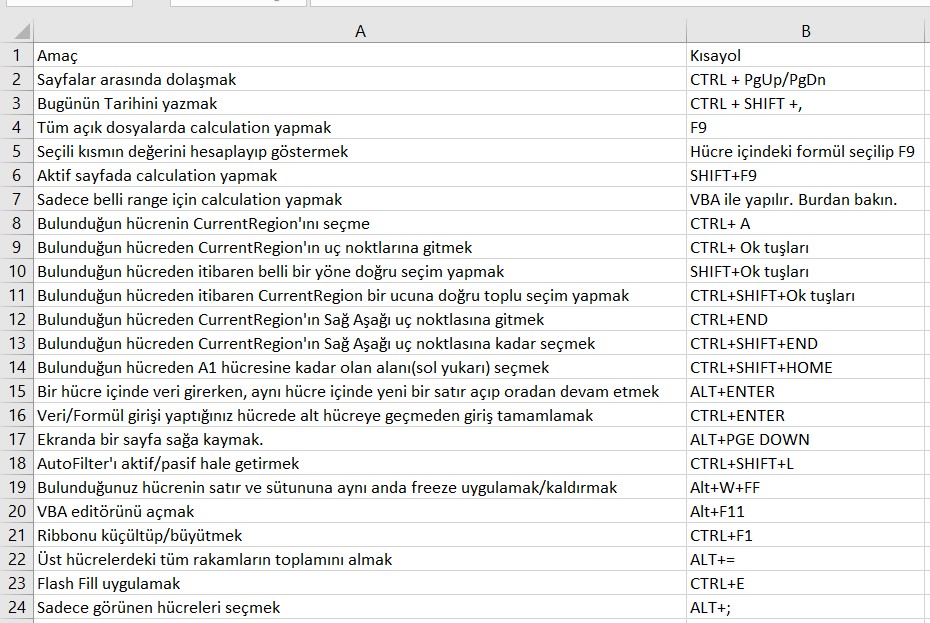 A B
1 Amaç Kısayol
2 Sayfalar arasında dolaşmak CTRL + PgUp/PgDn
3 Bugünün Tarihini yazmak CTRL + SHIFT +,
4 Tüm açık dosyalarda calculation yapmak F9
5 Seçili kısmın değerini hesaplayıp göstermek Hücre içindeki formül seçilip F9
6 Aktif sayfada calculation yapmak SHIFT+F9
7 Sadece belli range için calculation yapmak VBA ile yapılır. Burdan bakın.
8 Bulunduğun hücrenin CurrentRegion'ını seçme CTRL+ A
9 Bulunduğun hücreden CurrentRegion'ın uç noktlarına gitmek CTRL+ Ok tuşları
10 Bulunduğun hücreden itibaren belli bir yöne doğru seçim yapmak SHIFT+Ok tuşları
11 Bulunduğun hücreden itibaren CurrentRegion bir ucuna doğru toplu seçim yapmak CTRL+SHIFT+Ok tuşları
12 Bulunduğun hücreden CurrentRegion'ın Sağ Aşağı uç noktlasına gitmek CTRL+END
13 Bulunduğun hücreden CurrentRegion'ın Sağ Aşağı uç noktlasına kadar seçmek CTRL+SHIFT+END
14 Bulunduğun hücreden A1 hücresine kadar olan alanı(sol yukarı) seçmek CTRL+SHIFT+HOME
15 Bir hücre içinde veri girerken, aynı hücre içinde yeni bir satır açıp oradan devam etmek ALT+ENTER
16 Veri/Formül girişi yaptığınız hücrede alt hücreye geçmeden giriş tamamlamak CTRL+ENTER
17 Ekranda bir sayfa sağa kaymak. ALT+PGE DOWN
18 AutoFilter'ı aktif/pasif hale getirmek CTRL+SHIFT+L
19 Bulunduğunuz hücrenin satır ve sütununa aynı anda freeze uygulamak/kaldırmak Alt+W+FF
20 VBA editörünü açmak Alt+F11
21 Ribbonu küçültüp/büyütmek CTRL+F1
22 Üst hücrelerdeki tüm rakamların toplamını almak ALT+=
23 Flash Fill uygulamak CTRL+E
24 Sadece görünen hücreleri seçmek ALT+;